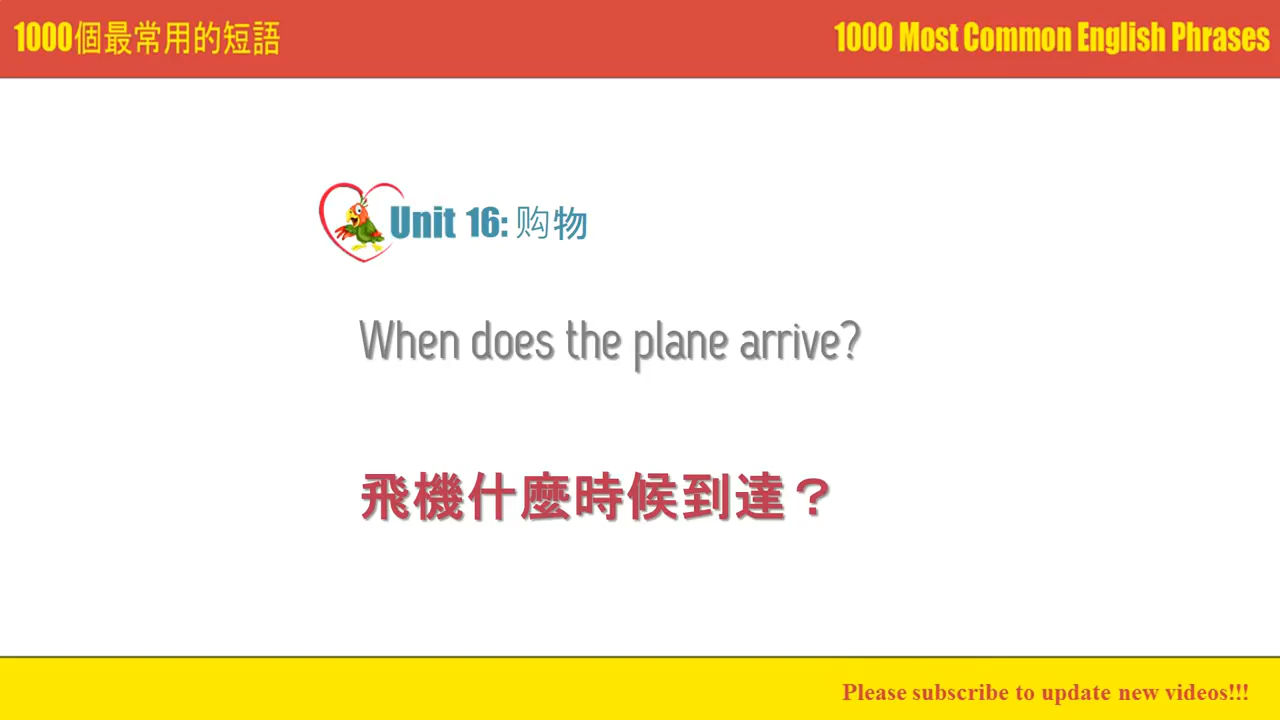 1000個最常用的短語
1000 Most Common English Phrases
Unit 16: 购物
When does the plane arrive?
飛機什麼時候到達？
Please subscribe to update new videos!!!